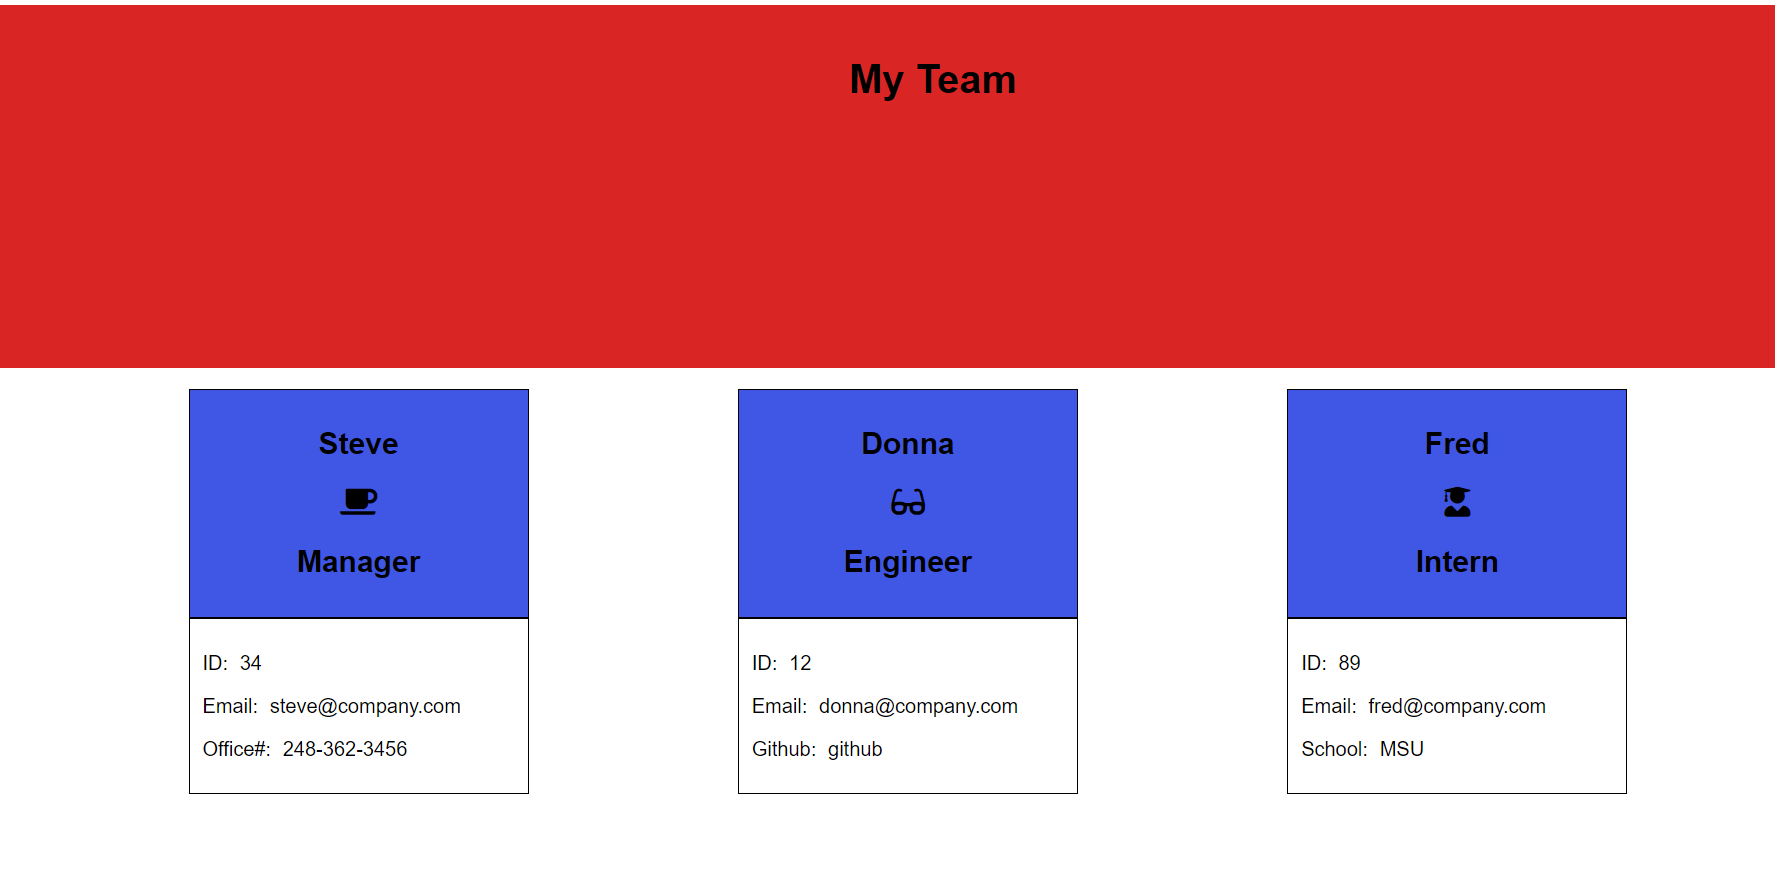 My Team
Steve
Manager
ID: 34
Email: steve@company.com
Office#: 248-362-3456
Donna
Engineer
ID: 12
Email: donna@company.com
Github: github
Fred
Intern
ID: 89
Email: fred@company.com
School: MSU